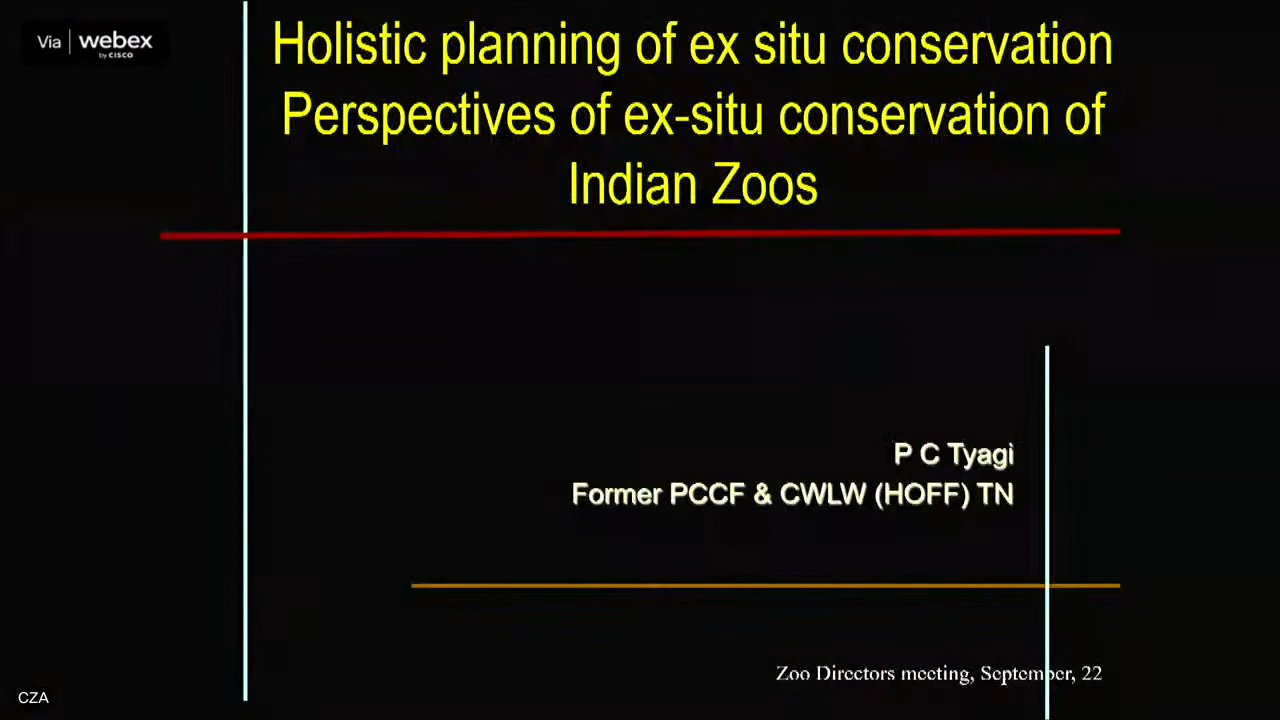 Via webex
by CISCO
Holistic planning of ex situ conservation
Perspectives of ex-situ conservation of
Indian Zoos
P C Tyagi
Former PCCF & CWLW (HOFF) TN
Zoo Directors meeting, September, 22
CZA